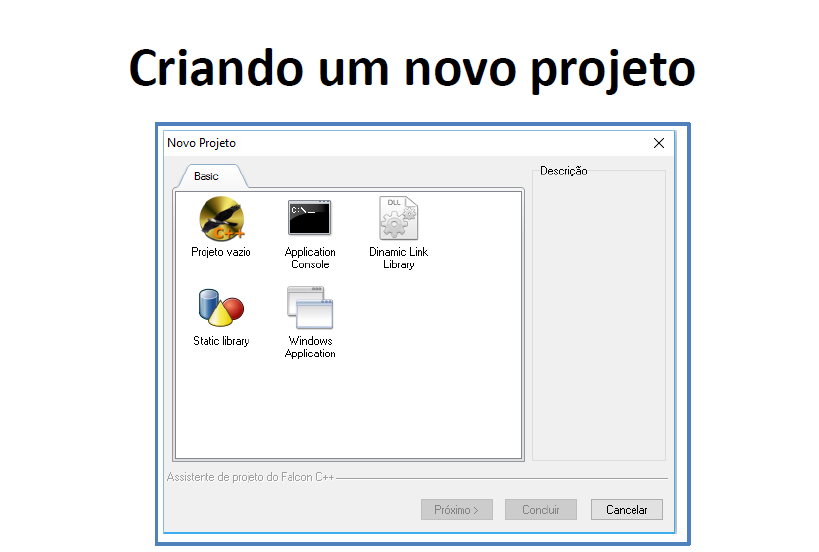 Criando um novo projeto
Novo Projeto
Basic
Descrição
C++
Projeto vazio
C:\_
Application
Console
DLL
Dinamic Link
Library
Static library
Windows
Application
Assistente de projeto do Falcon C++
Próximo >
Concluir
Cancelar